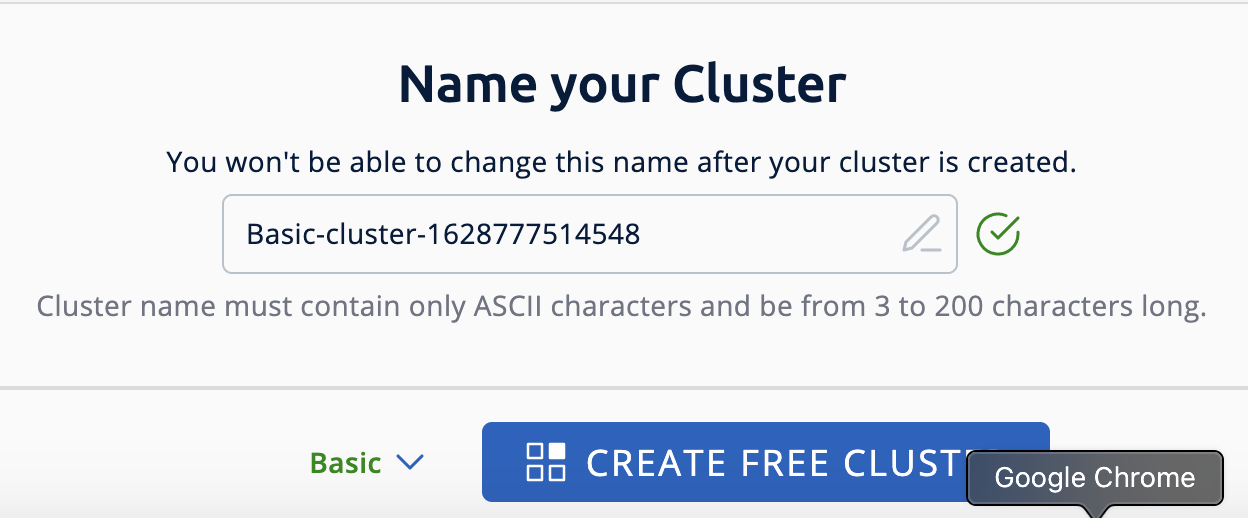 Name your Cluster
You won't be able to change this name after your cluster is created.
Basic-cluster-1628777514548
Cluster name must contain only ASCII characters and be from 3 to 200 characters long.
Basic
CREATE FREE CLUST
Google Chrome